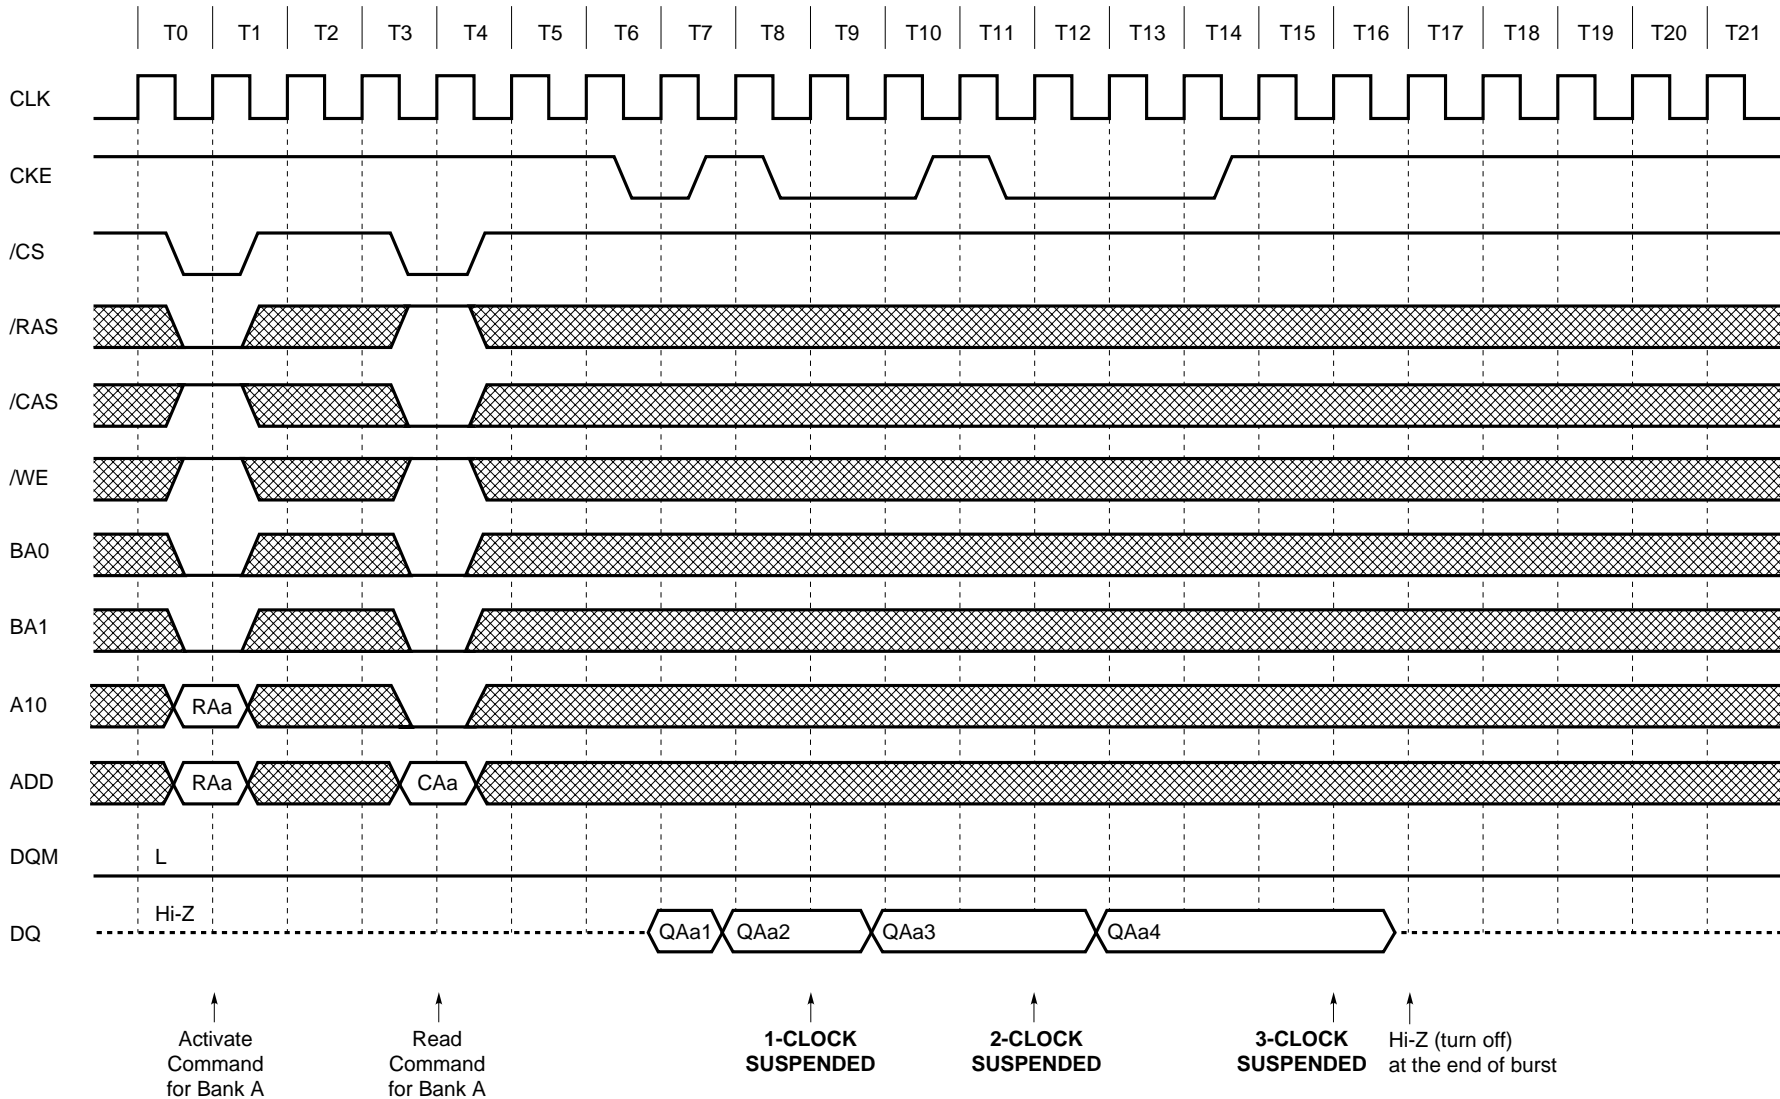 T0 T1 T2 T3 T4 T5 T6 T7 T8 T9 T10 T11 T12 T13 T14 T15 T16 T17 T18 T19 T20 T21
CLK
CKE
/CS
/RAS
/CAS
/WE
BA0
BA1
A10 RAa
ADD RAa CAa
DQM L
Hi-Z
DQ QAa1 QAa2 QAa3 QAa4
Activate
Command
for Bank A
Read
Command
for Bank A
1-CLOCK
SUSPENDED
2-CLOCK
SUSPENDED
3-CLOCK
SUSPENDED
Hi-Z (turn off)
at the end of burst